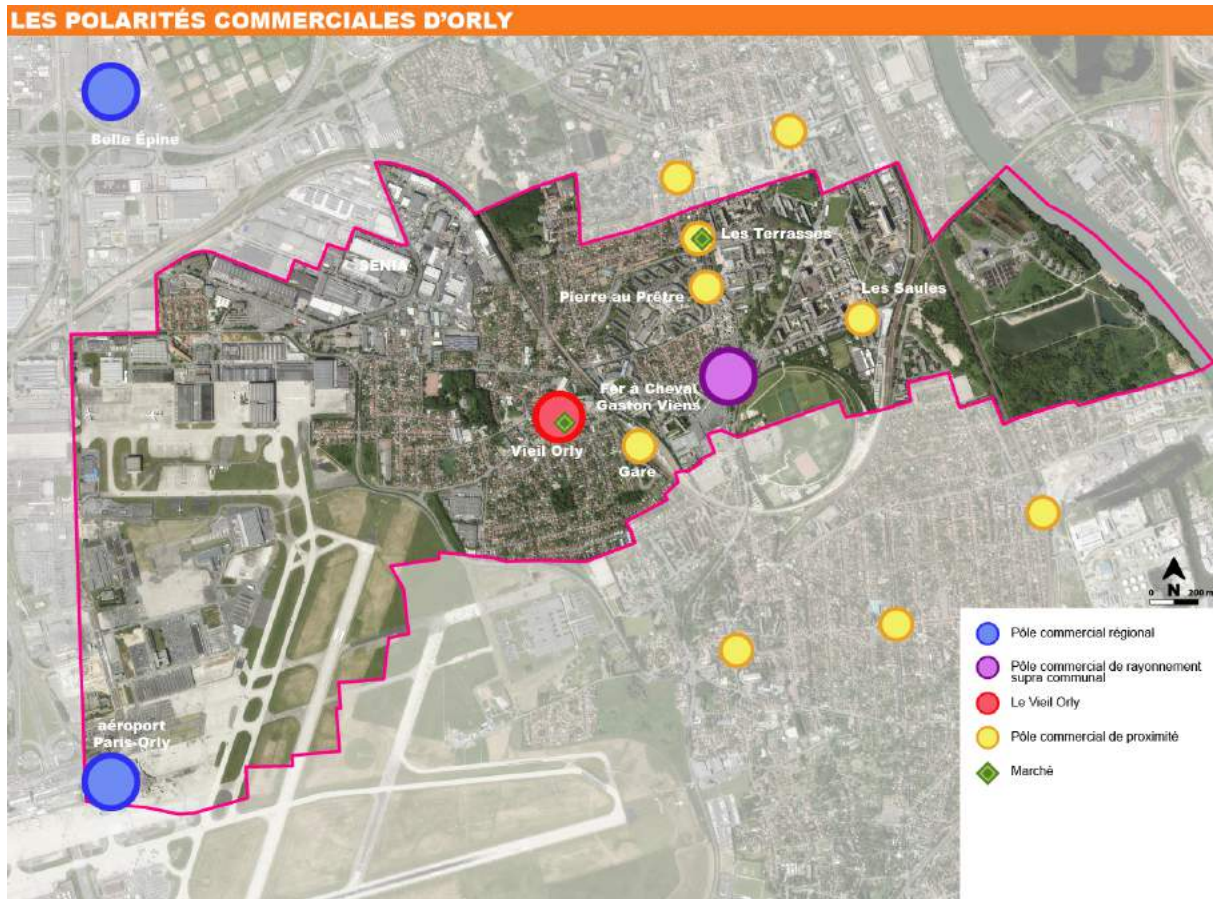 LES POLARITÉS COMMERCIALES D'ORLY
Belle Épine
SENIA
Les Terrasses
Pierre au Prêtre
Les Saules
Fer à Cheval
Gaston Viens
Vieil Orly
Gare
aéroport
Paris-Orly
N
0 200 m
Pôle commercial régional
Pôle commercial de rayonnement
supra communal
Le Vieil Orly
Pôle commercial de proximité
Marché